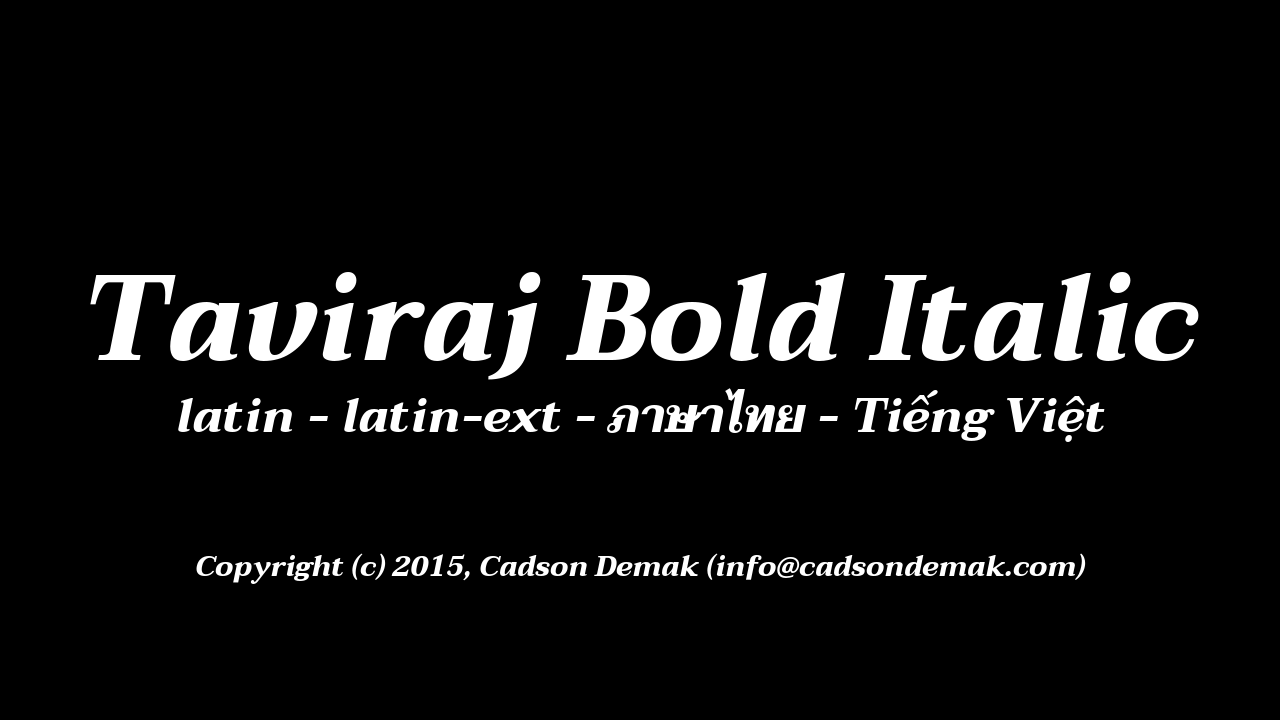 Taviraj Bold Italic
latin - latin-ext - ภาษาไทย - Tiếng Việt
Copyright (c) 2015, Cadson Demak (info@cadsondemak.com)